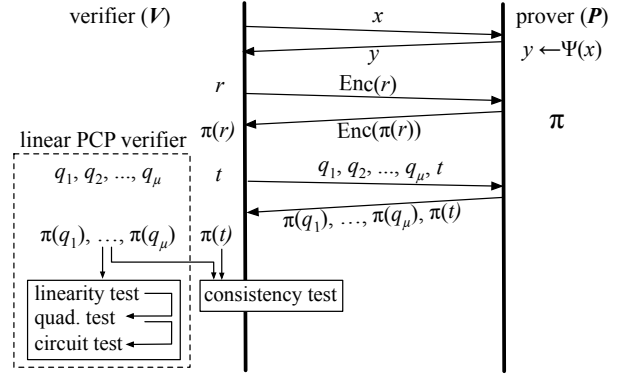 verifier (V) x prover (P)
y y ←Ψ(x)
r Enc(r)
π(r) Enc(π(r)) π
linear PCP verifier
q1, q2, ..., qμ t q1, q2, ..., qμ, t
π(q1), …, π(qμ) π(t) π(q1), …, π(qμ), π(t)
linearity test consistency test
quad. test
circuit test